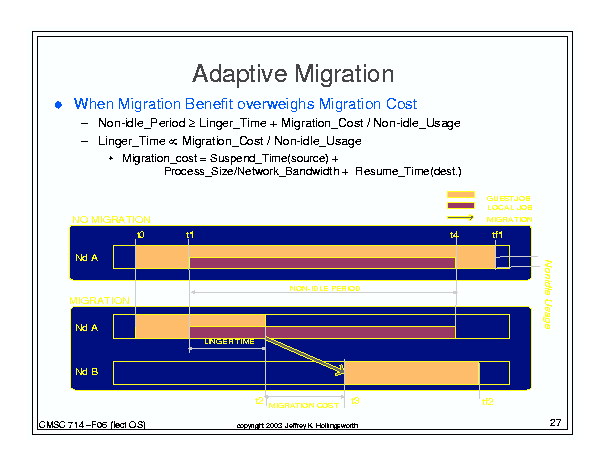 Adaptive Migration
When Migration Benefit overweighs Migration Cost
– Non-idle_Period ≥ Linger_Time + Migration_Cost / Non-idle_Usage
– Linger_Time ∝ Migration_Cost / Non-idle_Usage
• Migration_cost = Suspend_Time(source) +
Process_Size/Network_Bandwidth + Resume_Time(dest.)
GUEST JOB
LOCAL JOB
MIGRATION
NO MIGRATION
t0 t1 t4 tf1
Nd A
NON-IDLE PERIOD
Non-idle Usage
MIGRATION
Nd A
LINGER TIME
Nd B
t2 MIGRATION COST t3 tf2
CMSC 714 –F06 (lect OS) copyright 2003 Jeffrey K. Hollingsworth 27